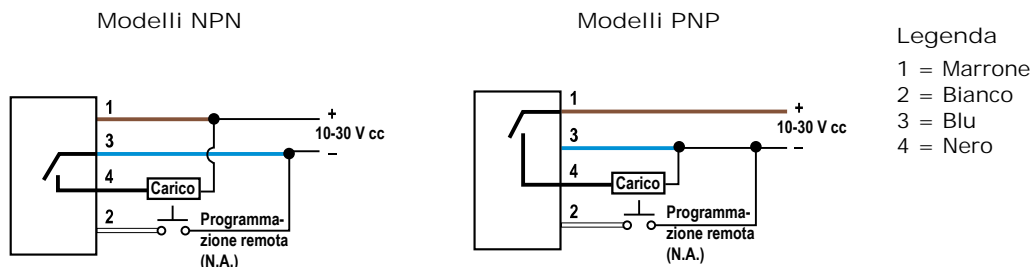 Modelli NPN
1
+
10-30 V cc
3
–
4
Carico
2
Programma-
zione remota
(N.A.)
Modelli PNP
1
+
10-30 V cc
3
–
4
Carico
2
Programma-
zione remota
(N.A.)
Legenda
1 = Marrone
2 = Bianco
3 = Blu
4 = Nero